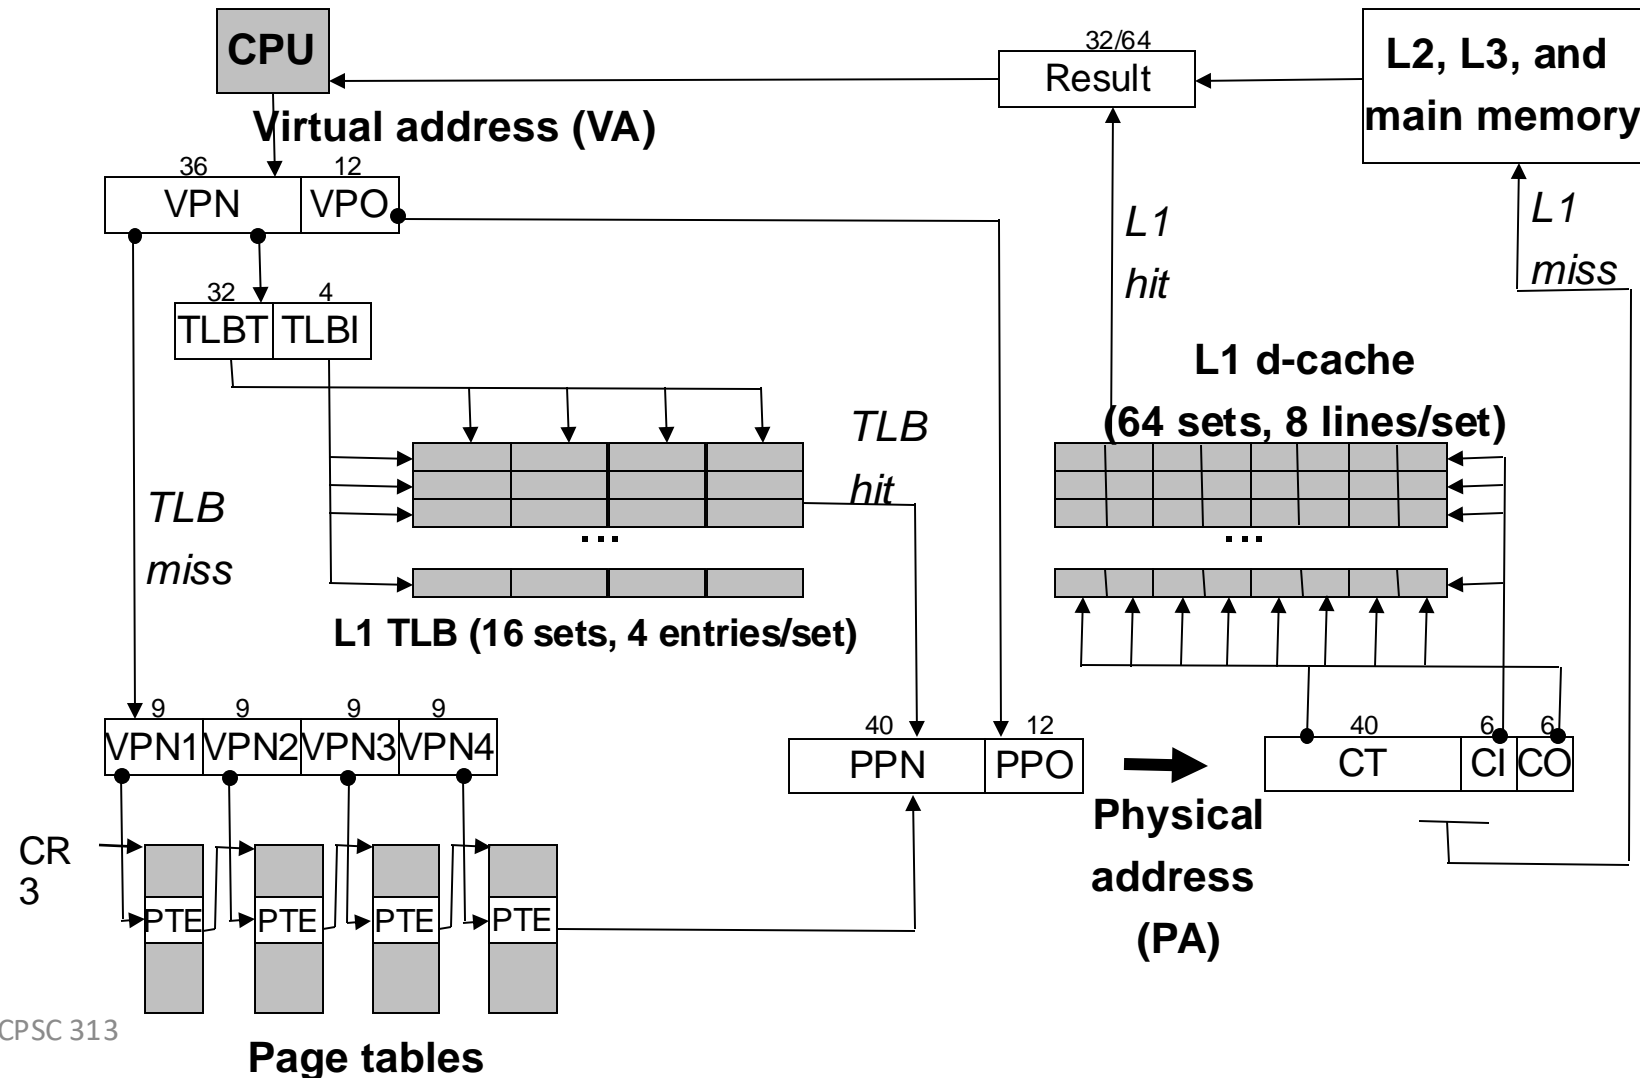 CPU
32/64
Result
L2, L3, and
main memory
Virtual address (VA)
36
12
VPN
VPO
L1
hit
L1
miss
32
4
TLBT
TLBI
L1 d-cache
(64 sets, 8 lines/set)
TLB
hit
TLB
miss
...
...
L1 TLB (16 sets, 4 entries/set)
9
9
9
9
VPN1
VPN2
VPN3
VPN4
40
12
PPN
PPO
40
6
6
CT
CI
CO
Physical
address
(PA)
CR
3
PTE
PTE
PTE
PTE
CPSC 313
Page tables